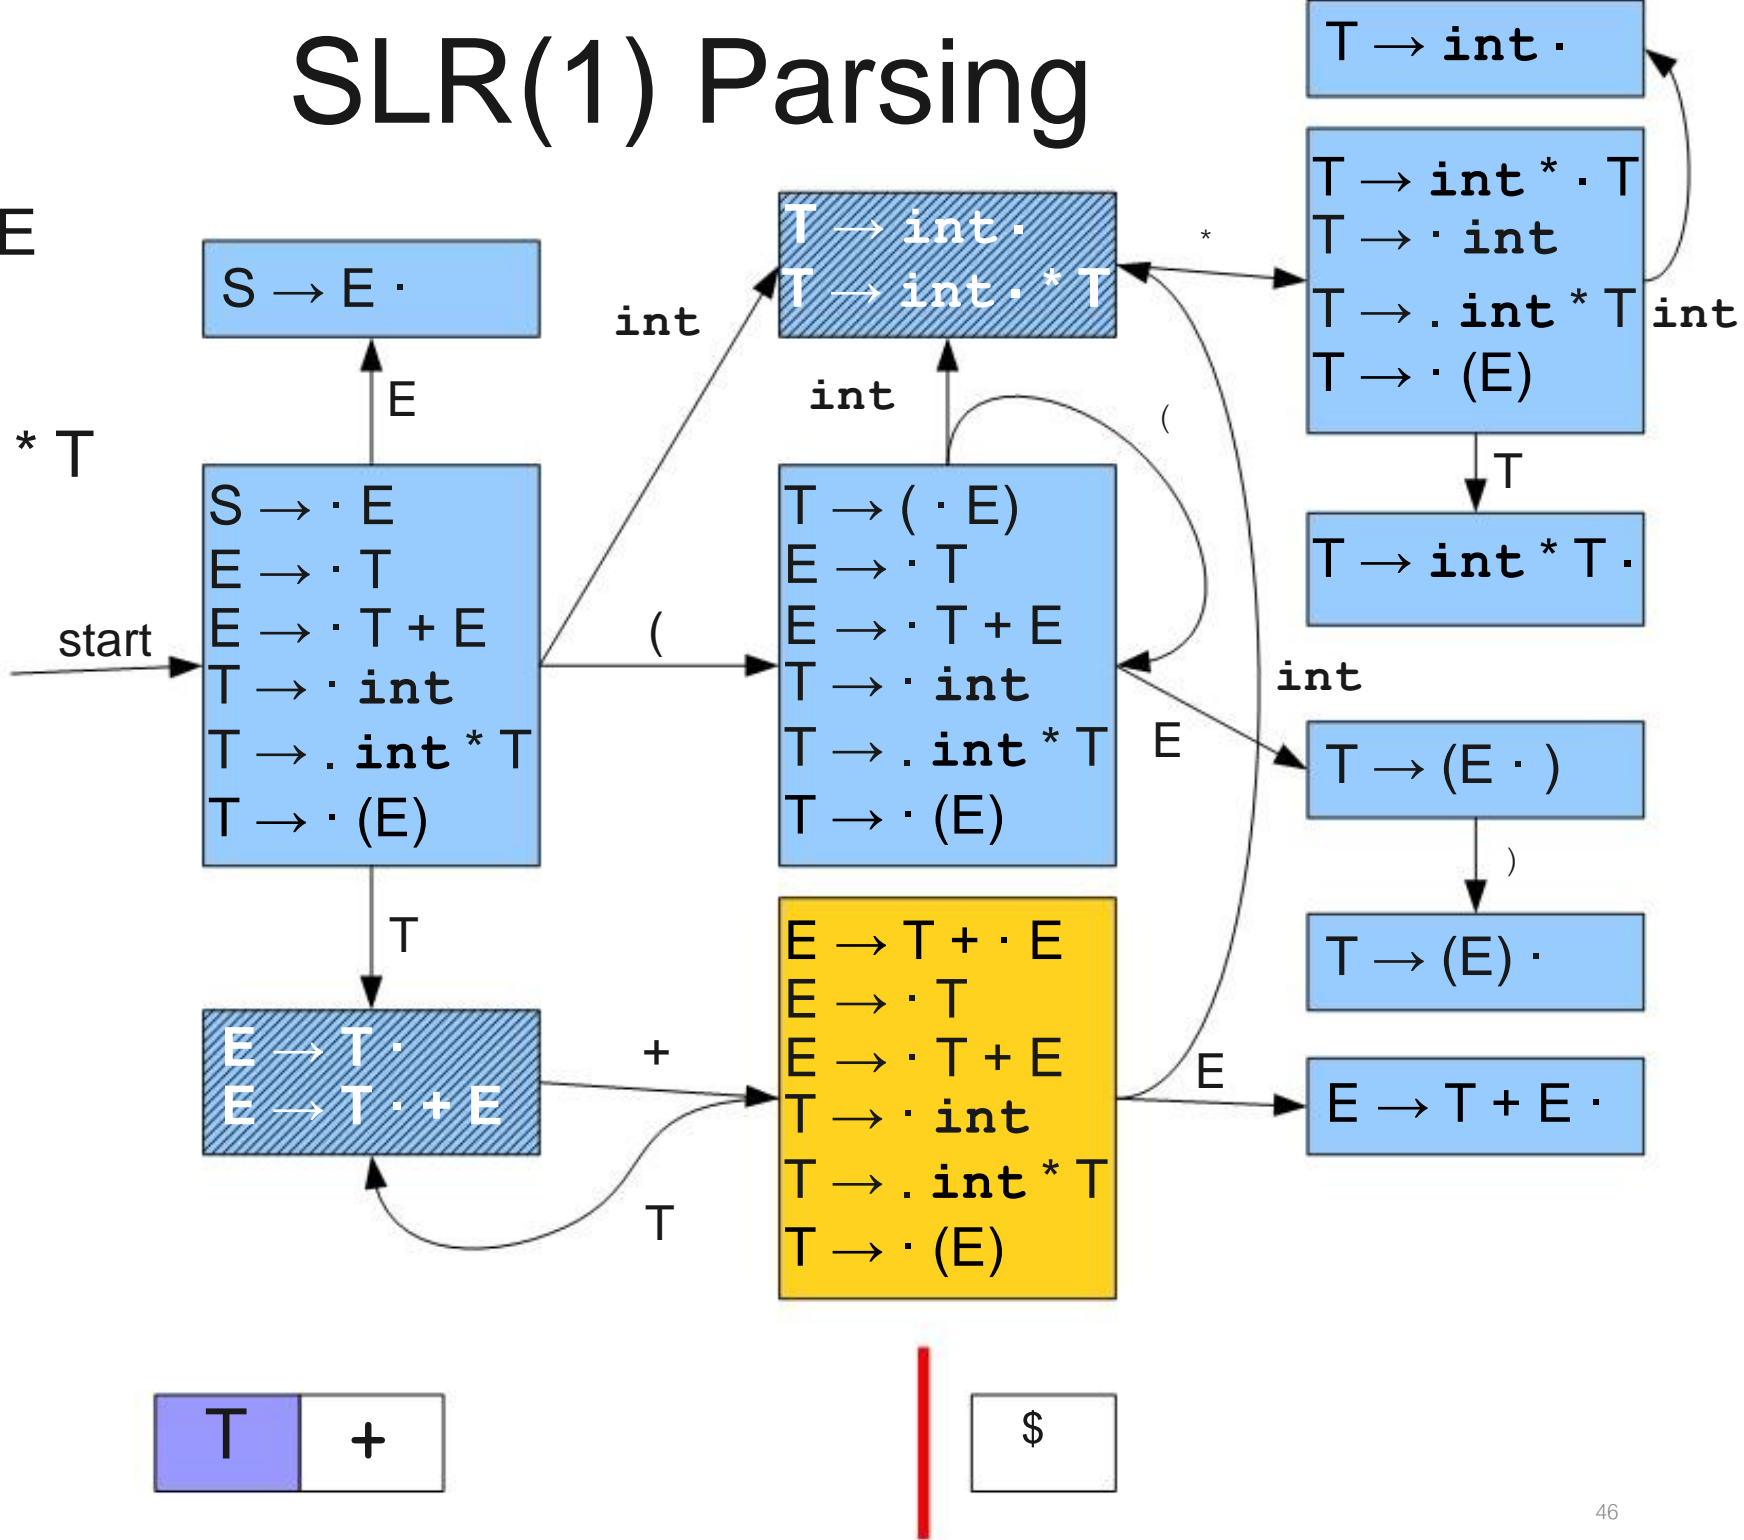 SLR(1) Parsing
E
* T
S → E ·
E
start
S → · E
E → · T
E → · T + E
T → · int
T → . int * T
T → · (E)
T
E → T ·
E → T · + E
int
(
+
T
T → int ·
T → int · * T
int
(
T → ( · E)
E → · T
E → · T + E
T → · int
T → . int * T
T → · (E)
E → T + · E
E → · T
E → · T + E
T → · int
T → . int * T
T → · (E)
*
int
E
E
T → int ·
T → int * · T
T → · int
T → . int * T
T → · (E)
int
T
T → int * T ·
T → (E · )
)
T → (E) ·
E → T + E ·
T +
$
46